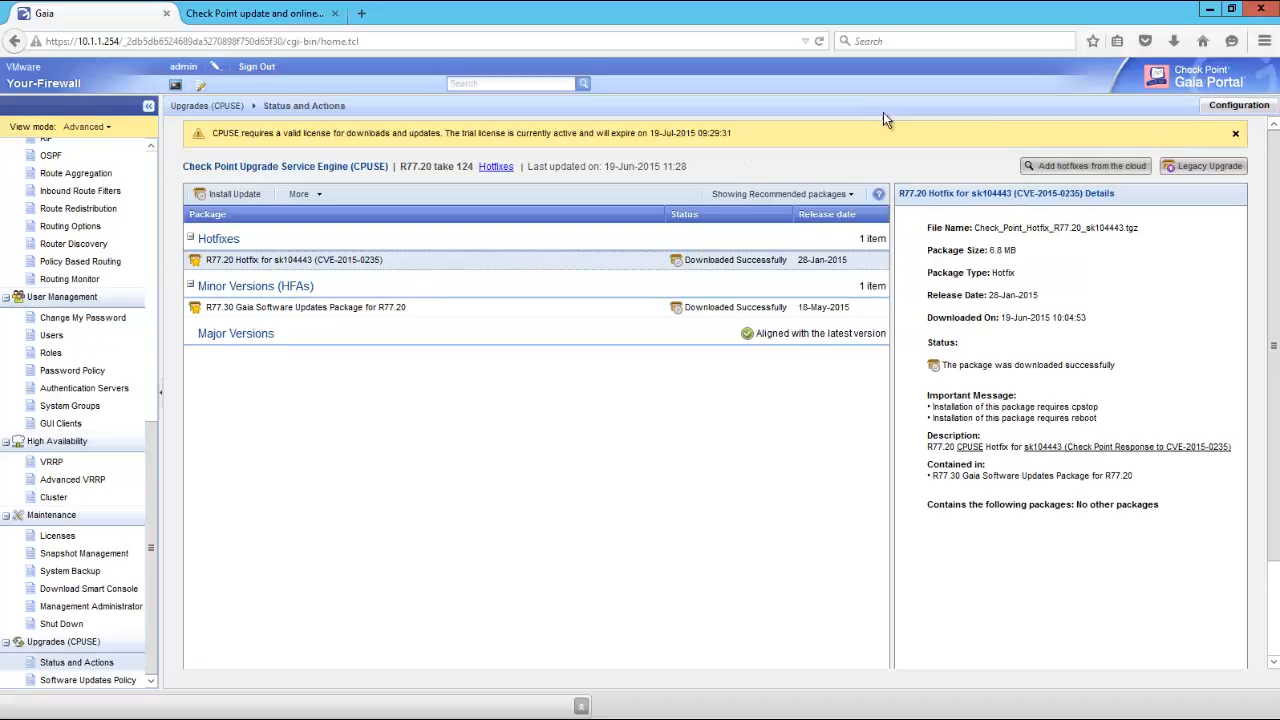 Gaia
Check Point update and online...
https://10.1.1.254/_2db5db6524689da5270898f750d65f30/cgi-bin/home.tcl
Search
VMware
admin
Sign Out
Your-Firewall
Search
Check Point
Gaia Portal
Upgrades (CPUSE)
Status and Actions
Configuration
View mode: Advanced
RIP
OSPF
Route Aggregation
Inbound Route Filters
Route Redistribution
Routing Options
Router Discovery
Policy Based Routing
Routing Monitor
User Management
Change My Password
Users
Roles
Password Policy
Authentication Servers
System Groups
GUI Clients
High Availability
VRRP
Advanced VRRP
Cluster
Maintenance
Licenses
Snapshot Management
System Backup
Download Smart Console
Management Administrator
Shut Down
Upgrades (CPUSE)
Status and Actions
Software Updates Policy
CPUSE requires a valid license for downloads and updates. The trial license is currently active and will expire on 19-Jul-2015 09:29:31
Check Point Upgrade Service Engine (CPUSE) | R77.20 take 124 Hotfixes | Last updated on: 19-Jun-2015 11:28
Add hotfixes from the cloud
Legacy Upgrade
Install Update
More
Showing Recommended packages
Package Status Release date
Hotfixes 1 item
R77.20 Hotfix for sk104443 (CVE-2015-0235) Downloaded Successfully 28-Jan-2015
Minor Versions (HFAs) 1 item
R77.30 Gaia Software Updates Package for R77.20 Downloaded Successfully 18-May-2015
Major Versions Aligned with the latest version
R77.20 Hotfix for sk104443 (CVE-2015-0235) Details
File Name: Check_Point_Hotfix_R77.20_sk104443.tgz
Package Size: 6.8 MB
Package Type: Hotfix
Release Date: 28-Jan-2015
Downloaded On: 19-Jun-2015 10:04:53
Status:
The package was downloaded successfully
Important Message:
• Installation of this package requires cpstop
• Installation of this package requires reboot
Description:
R77.20 CPUSE Hotfix for sk104443 (Check Point Response to CVE-2015-0235)
Contained in:
• R77.30 Gaia Software Updates Package for R77.20
Contains the following packages: No other packages